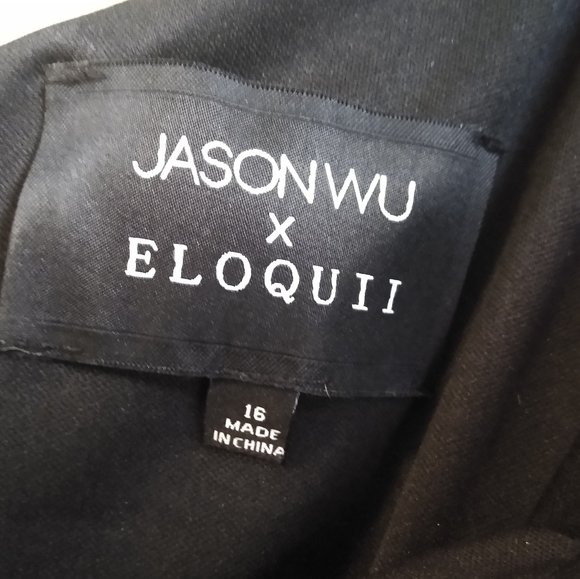 JASON WU
X
ELOQUII
16
MADE
IN CHINA